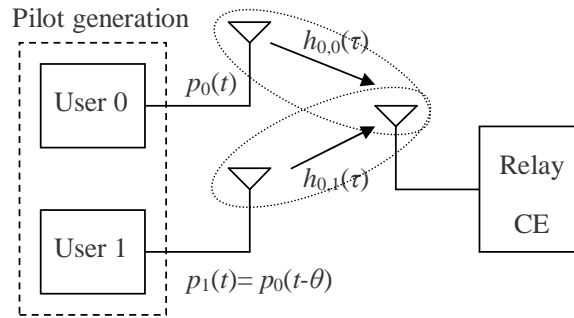 Pilot generation
User 0
p₀(t)
h₀,₀(τ)
h₀,₁(τ)
User 1
p₁(t)= p₀(t-θ)
Relay
CE